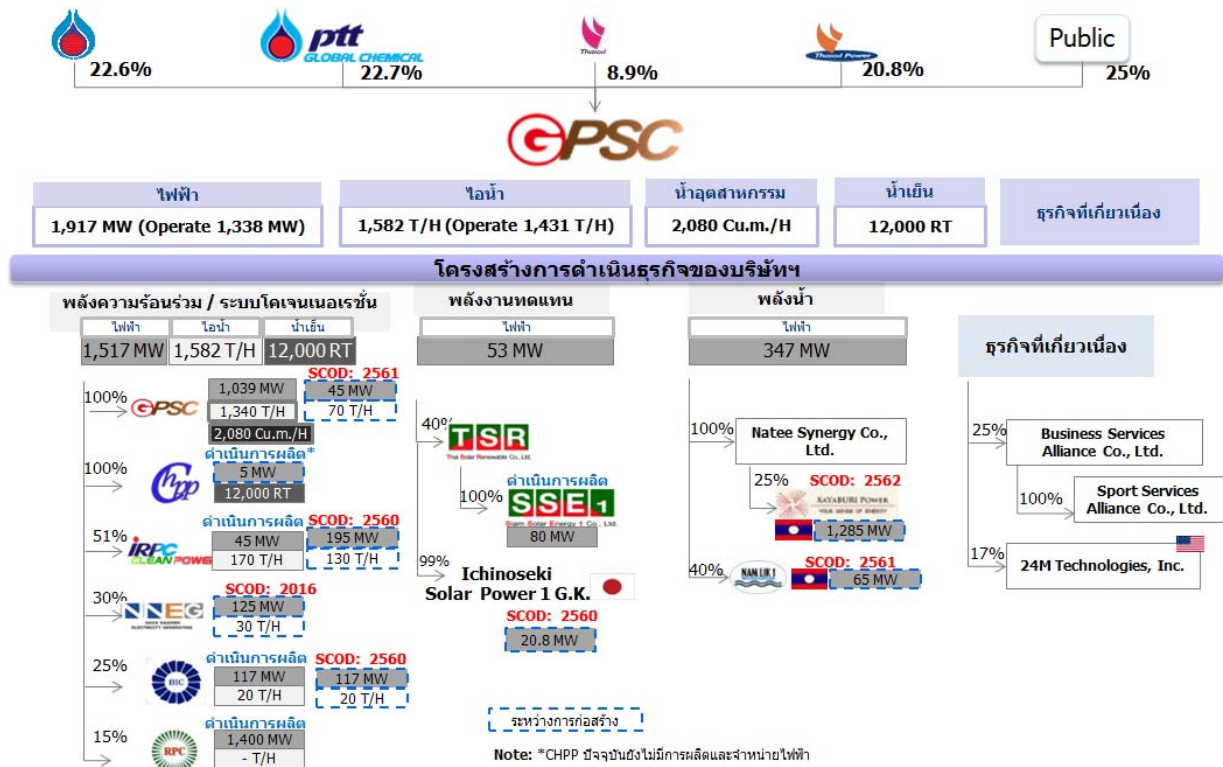 ptt
GLOBAL CHEMICAL
Thaioil
Thaioil Power
Public
22.6%
22.7%
8.9%
20.8%
25%
GPSC
ไฟฟ้า
1,917 MW (Operate 1,338 MW)
ไอน้ำ
1,582 T/H (Operate 1,431 T/H)
น้ำอุตสาหกรรม
2,080 Cu.m./H
น้ำเย็น
12,000 RT
ธุรกิจที่เกี่ยวเนื่อง
โครงสร้างการดำเนินธุรกิจของบริษัทฯ
พลังความร้อนร่วม / ระบบโคเจนเนอเรชั่น
ไฟฟ้า
ไอน้ำ
น้ำเย็น
1,517 MW
1,582 T/H
12,000 RT
100%
GPSC
1,039 MW
1,340 T/H
2,080 Cu.m./H
SCOD: 2561
45 MW
70 T/H
100%
Chpp
ดำเนินการผลิต*
5 MW
12,000 RT
51%
IRPC
CLEAN POWER
ดำเนินการผลิต
45 MW
170 T/H
SCOD: 2560
195 MW
130 T/H
30%
NNEG
SCOD: 2016
125 MW
30 T/H
25%
BIC
ดำเนินการผลิต
117 MW
20 T/H
SCOD: 2560
117 MW
20 T/H
15%
RPC
ดำเนินการผลิต
1,400 MW
- T/H
พลังงานทดแทน
ไฟฟ้า
53 MW
40%
TSR
Thai Solar Renewable Co., Ltd.
100%
ดำเนินการผลิต
SSE1
Siam Solar Energy 1 Co., Ltd.
80 MW
99%
Ichinoseki
Solar Power 1 G.K.
SCOD: 2560
20.8 MW
ระหว่างการก่อสร้าง
Note: *CHPP ปัจจุบันยังไม่มีการผลิตและจำหน่ายไฟฟ้า
พลังน้ำ
ไฟฟ้า
347 MW
100%
Natee Synergy Co.,
Ltd.
25%
SCOD: 2562
XAYABURI POWER
1,285 MW
40%
NAM LIK 1
SCOD: 2561
65 MW
ธุรกิจที่เกี่ยวเนื่อง
25%
Business Services
Alliance Co., Ltd.
100%
Sport Services
Alliance Co., Ltd.
17%
24M Technologies, Inc.